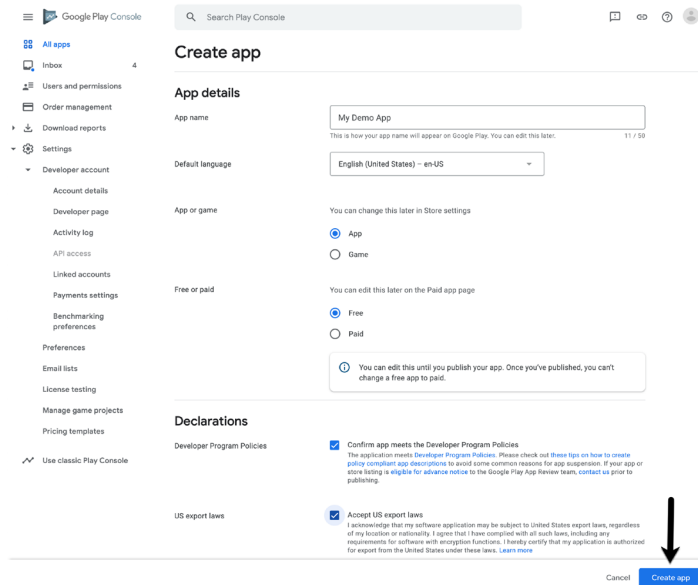 Google Play Console
Search Play Console
All apps
Inbox 4
Users and permissions
Order management
Download reports
Settings
Developer account
Account details
Developer page
Activity log
API access
Linked accounts
Payments settings
Benchmarking
preferences
Preferences
Email lists
License testing
Manage game projects
Pricing templates
Use classic Play Console
Create app
App details
App name
My Demo App
This is how your app name will appear on Google Play. You can edit this later. 11 / 50
Default language
English (United States) – en-US
App or game
You can change this later in Store settings
App
Game
Free or paid
You can edit this later on the Paid app page
Free
Paid
You can edit this until you publish your app. Once you've published, you can't
change a free app to paid.
Declarations
Developer Program Policies
Confirm app meets the Developer Program Policies
The application meets Developer Program Policies. Please check out these tips on how to create
policy compliant app descriptions to avoid some common reasons for app suspension. If your app or
store listing is eligible for advance notice to the Google Play App Review team, contact us prior to
publishing.
US export laws
Accept US export laws
I acknowledge that my software application may be subject to United States export laws, regardless
of my location or nationality. I agree that I have complied with all such laws, including any
requirements for software with encryption functions. I hereby certify that my application is authorized
for export from the United States under these laws. Learn more
Cancel
Create app